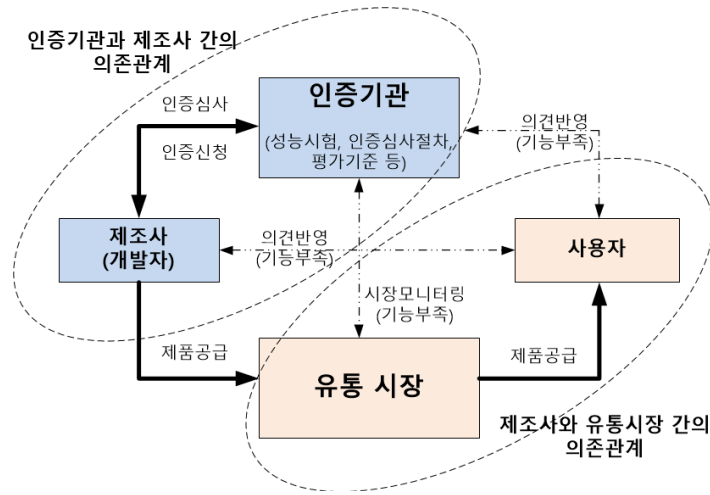 인증기관과 제조사 간의
의존관계
인증기관
(성능시험, 인증심사절차,
평가기준 등)
인증심사
인증신청
의견반영
(기능부족)
제조사
(개발자)
의견반영
(기능부족)
사용자
시장모니터링
(기능부족)
제품공급
유통 시장
제품공급
제조사와 유통시장 간의
의존관계